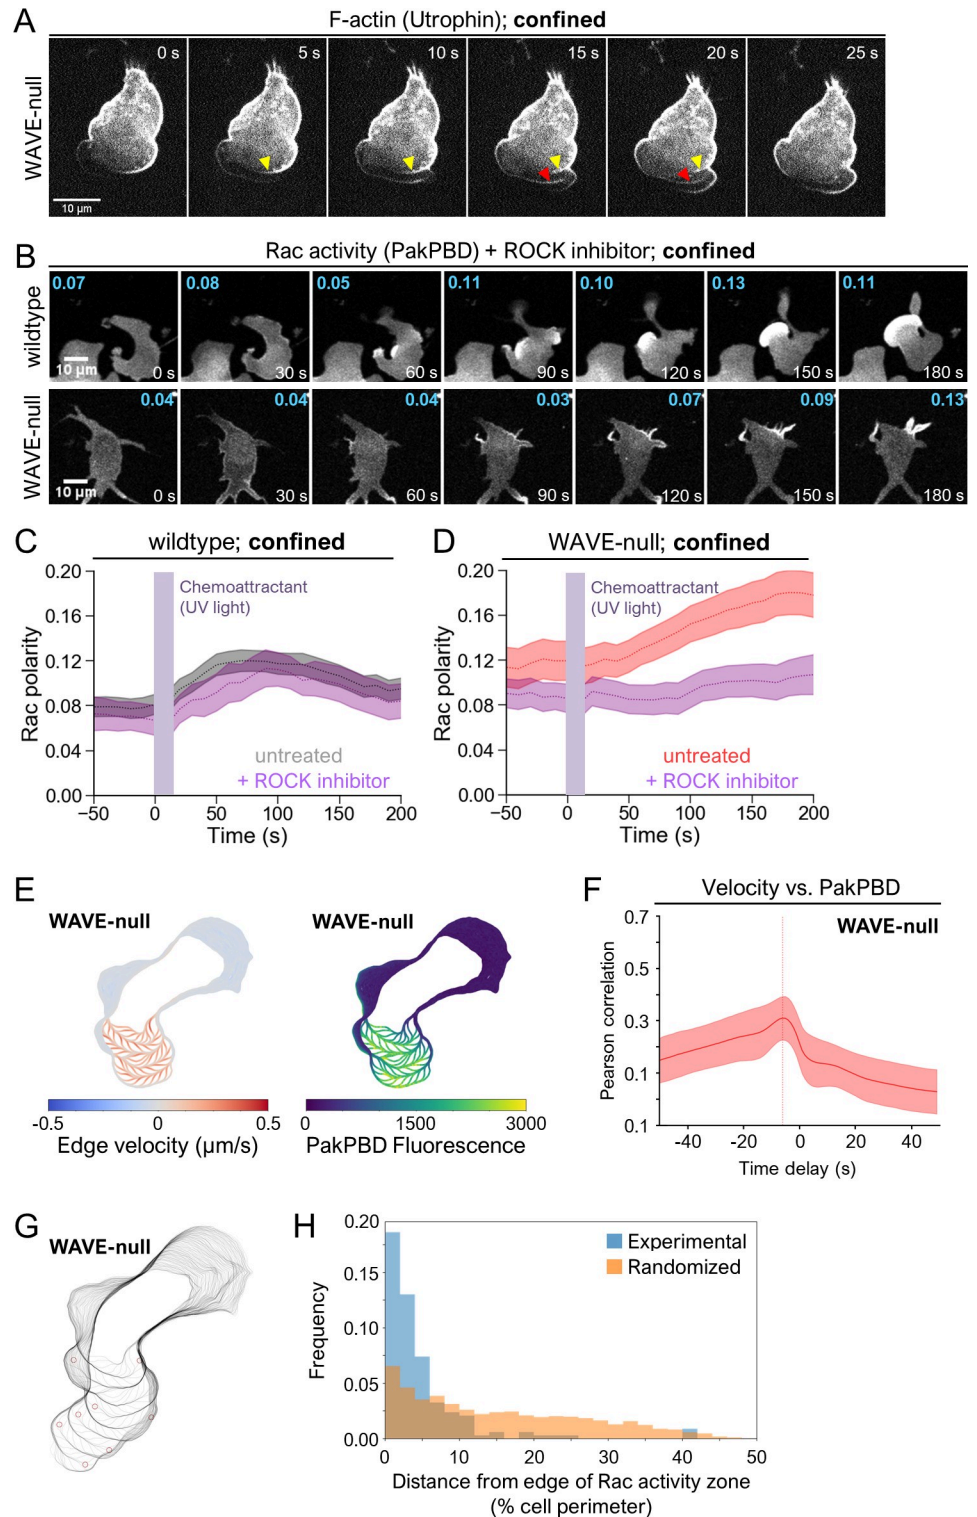 A
F-actin (Utrophin); confined
WAVE-null
0 s
5 s
10 s
15 s
20 s
25 s
10 µm
B
Rac activity (PakPBD) + ROCK inhibitor; confined
wildtype
0.07
0.08
0.05
0.11
0.10
0.13
0.11
10 µm
0 s
30 s
60 s
90 s
120 s
150 s
180 s
WAVE-null
0.04
0.04
0.04
0.03
0.07
0.09
0.13
10 µm
0 s
30 s
60 s
90 s
120 s
150 s
180 s
C
wildtype; confined
Rac polarity
0.20
0.16
0.12
0.08
0.04
0.00
Chemoattractant
(UV light)
untreated
+ ROCK inhibitor
−50
0
50
100
150
200
Time (s)
D
WAVE-null; confined
Rac polarity
0.20
0.16
0.12
0.08
0.04
0.00
Chemoattractant
(UV light)
untreated
+ ROCK inhibitor
−50
0
50
100
150
200
Time (s)
E
WAVE-null
-0.5
0
0.5
Edge velocity (µm/s)
WAVE-null
0
1500
3000
PakPBD Fluorescence
F
Velocity vs. PakPBD
WAVE-null
Pearson correlation
0.7
0.5
0.3
0.1
0.1
-40
-20
0
20
40
Time delay (s)
G
WAVE-null
H
Frequency
0.20
0.15
0.10
0.05
0.00
Experimental
Randomized
0
10
20
30
40
50
Distance from edge of Rac activity zone
(% cell perimeter)